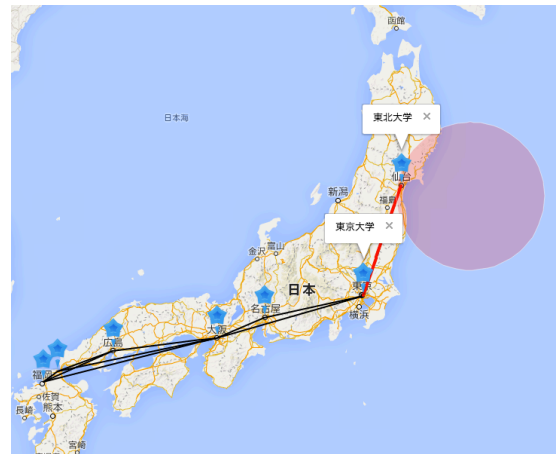 函館
日本海
東北大学 ×
仙台
新潟
福島
東京大学 ×
金沢
富山
東京
日本
名古屋
横浜
大阪
広島
福岡
佐賀
長崎
熊本
宮崎